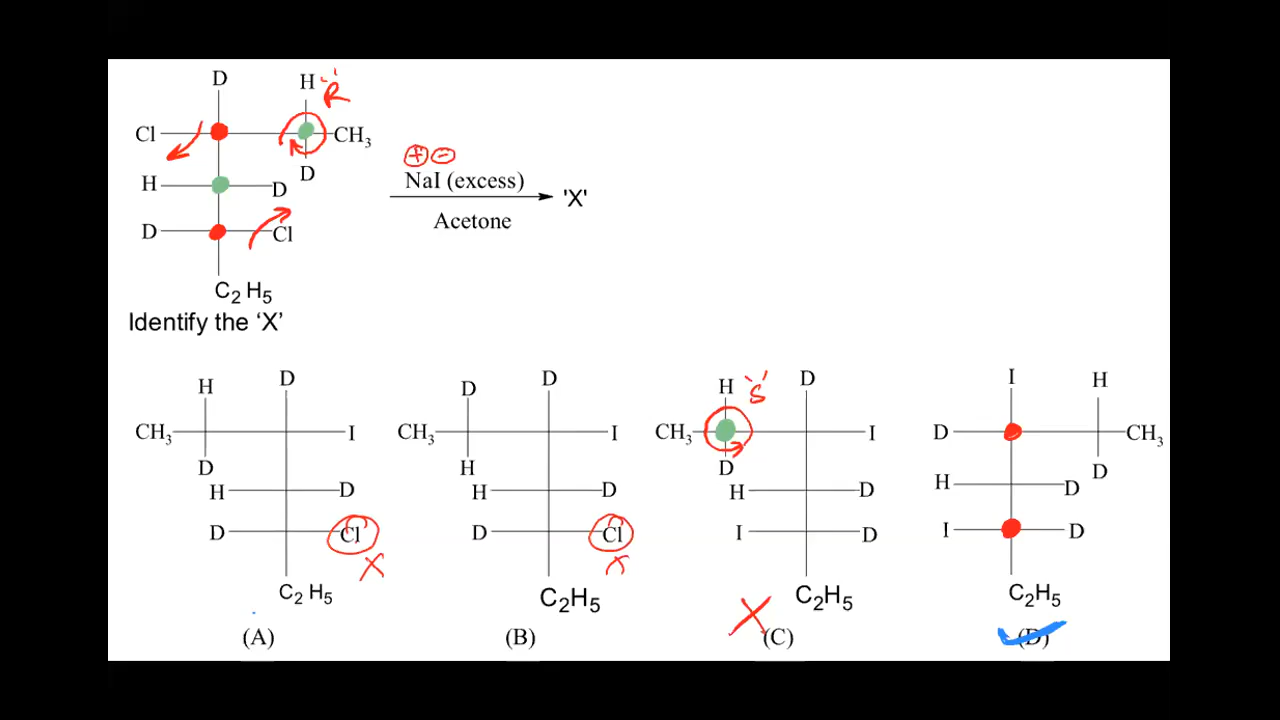 D
H 'R'
Cl
CH3
D
⊕⊖
H
D
NaI (excess)
'X'
Acetone
D
Cl
C2 H5
Identify the ‘X’
H
D
CH3
I
D
H
D
D
Cl
X
C2 H5
(A)
D
D
CH3
I
H
H
D
D
Cl
X
C2H5
(B)
H 'S'
D
CH3
I
D
H
D
I
D
C2H5
X
(C)
I
H
D
CH3
D
H
D
I
D
C2H5
(D)